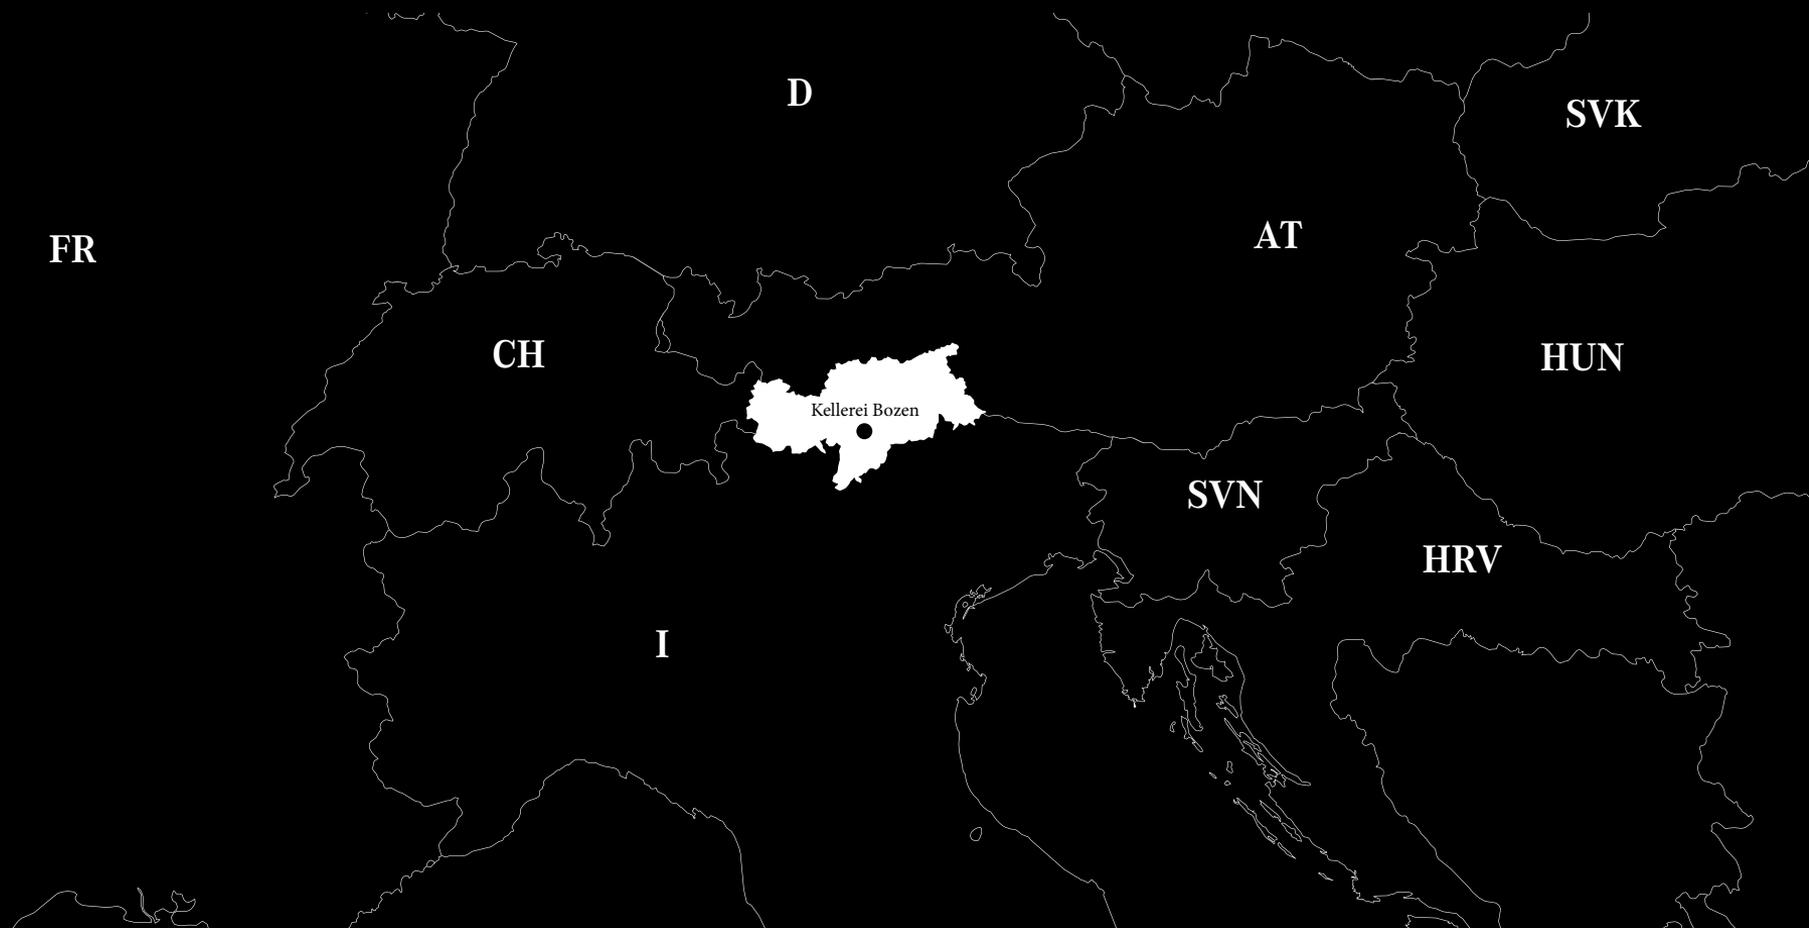 D
SVK
FR
AT
CH
HUN
Kellerei Bozen
SVN
HRV
I